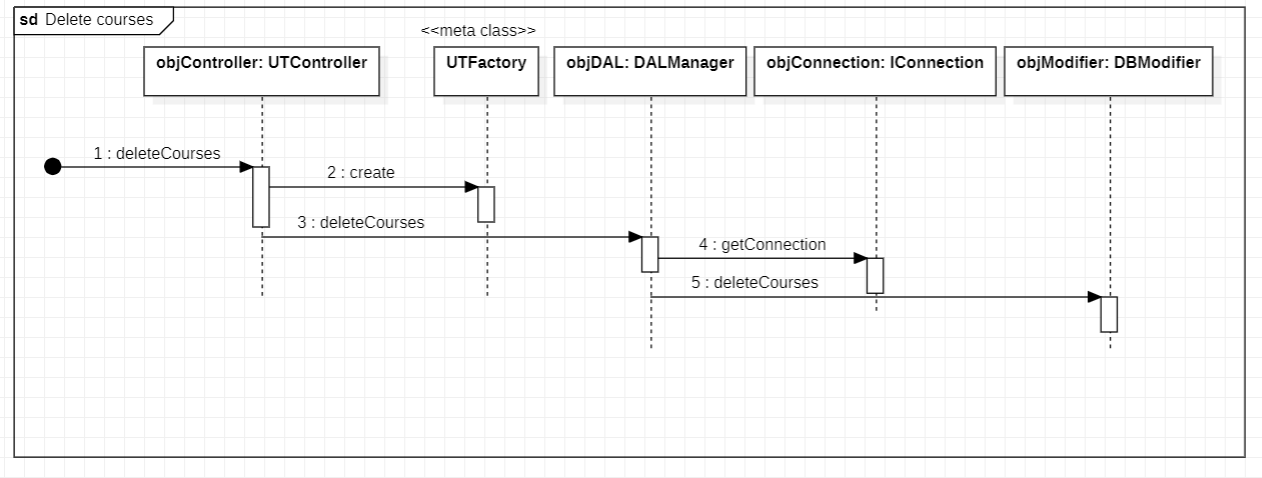 sd Delete courses
<<meta class>>
objController: UTController
UTFactory
objDAL: DALManager
objConnection: IConnection
objModifier: DBModifier
1 : deleteCourses
2 : create
3 : deleteCourses
4 : getConnection
5 : deleteCourses